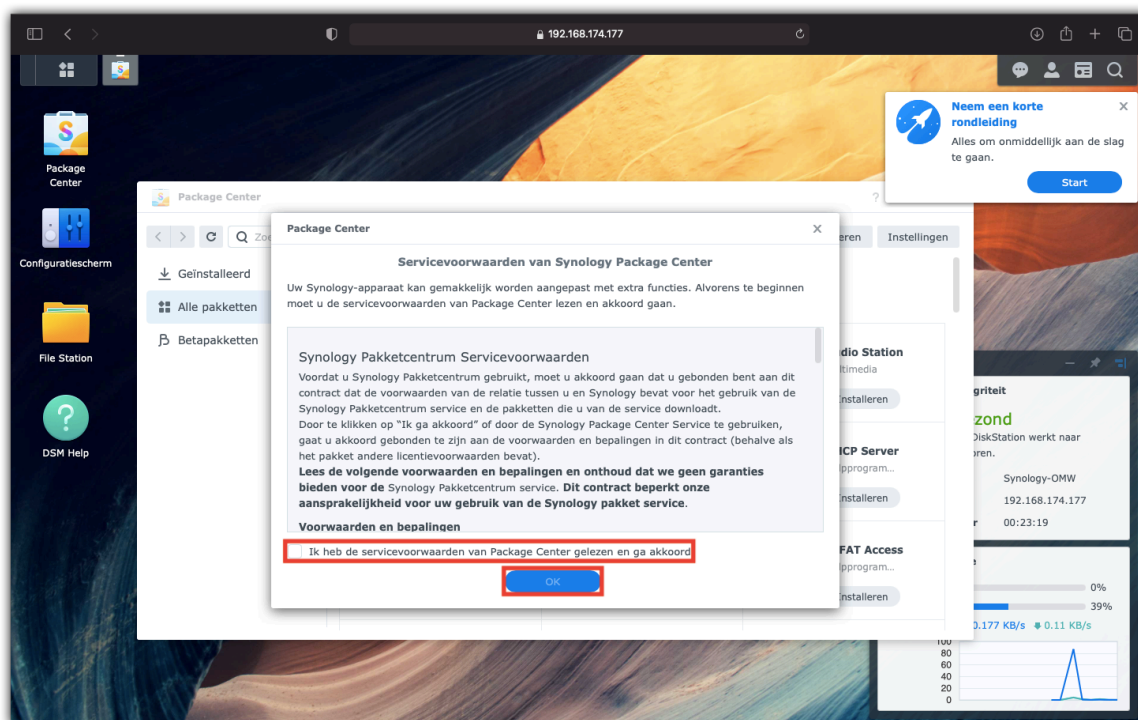 192.168.174.177
Package
Center
Configuratiescherm
File Station
DSM Help
Neem een korte
rondleiding
Alles om onmiddellijk aan de slag
te gaan.
Start
Package Center
?
Instellingen
Geïnstalleerd
Alle pakketten
Betapakketten
Package Center
Servicevoorwaarden van Synology Package Center
Uw Synology-apparaat kan gemakkelijk worden aangepast met extra functies. Alvorens te beginnen
moet u de servicevoorwaarden van Package Center lezen en akkoord gaan.
Synology Pakketcentrum Servicevoorwaarden
Voordat u Synology Pakketcentrum gebruikt, moet u akkoord gaan dat u gebonden bent aan dit
contract dat de voorwaarden van de relatie tussen u en Synology bevat voor het gebruik van de
Synology Pakketcentrum service en de pakketten die u van de service downloadt.
Door te klikken op “Ik ga akkoord” of door de Synology Package Center Service te gebruiken,
gaat u akkoord gebonden te zijn aan de voorwaarden en bepalingen in dit contract (behalve als
het pakket andere licentievoorwaarden bevat).
Lees de volgende voorwaarden en bepalingen en onthoud dat we geen garanties
bieden voor de Synology Pakketcentrum service. Dit contract beperkt onze
aansprakelijkheid voor uw gebruik van de Synology pakket service.
Voorwaarden en bepalingen
Ik heb de servicevoorwaarden van Package Center gelezen en ga akkoord
OK
dio Station
ltimedia
nstalleren
CP Server
lpprogram...
nstalleren
FAT Access
lpprogram...
nstalleren
griteit
zond
DiskStation werkt naar
oren.
Synology-OMW
192.168.174.177
r 00:23:19
0%
39%
0.177 KB/s 0.11 KB/s
100
80
60
40
20
0